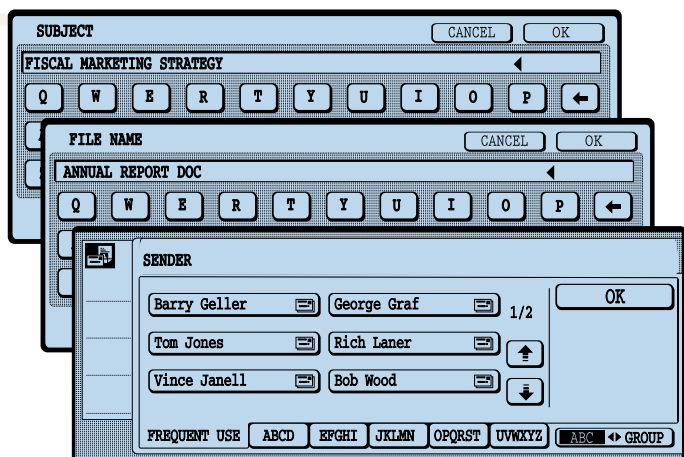 SUBJECT CANCEL OK
FISCAL MARKETING STRATEGY
Q W E R T Y U I O P
FILE NAME CANCEL OK
ANNUAL REPORT DOC
Q W E R T Y U I O P
SENDER
OK
Barry Geller George Graf 1/2
Tom Jones Rich Laner
Vince Janell Bob Wood
FREQUENT USE ABCD EFGHI JKLMN OPQRST UVWXYZ ABC GROUP